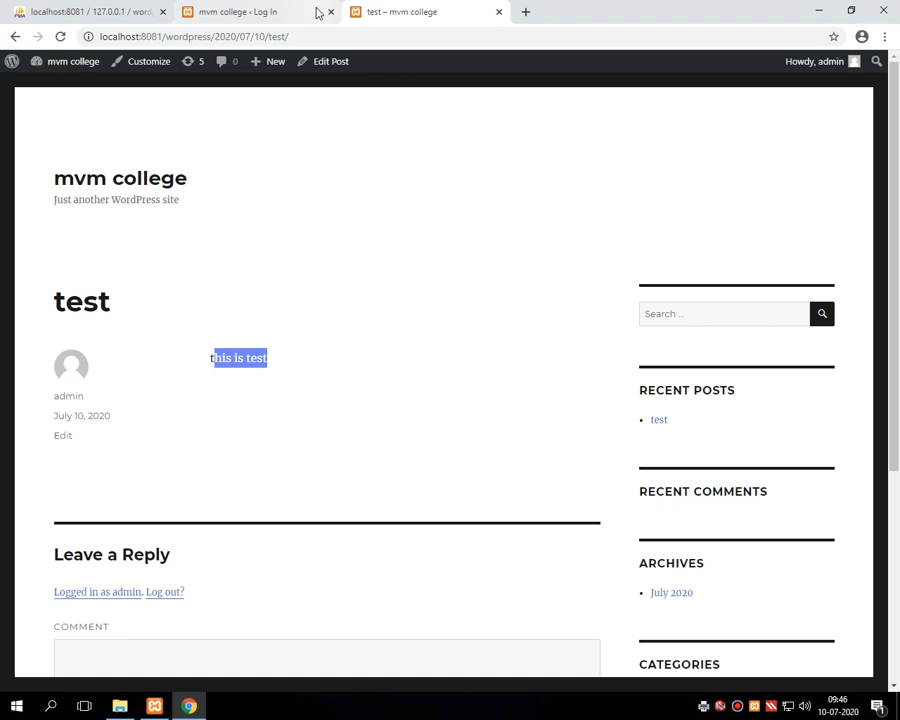 localhost:8081 / 127.0.0.1 / word
mvm college ‹ Log In
test – mvm college
localhost:8081/wordpress/2020/07/10/test/
mvm college
Customize
5
0
New
Edit Post
Howdy, admin
mvm college
Just another WordPress site
test
this is test
admin
July 10, 2020
Edit
Search …
RECENT POSTS
test
RECENT COMMENTS
ARCHIVES
July 2020
CATEGORIES
Leave a Reply
Logged in as admin. Log out?
COMMENT
09:46
10-07-2020
1